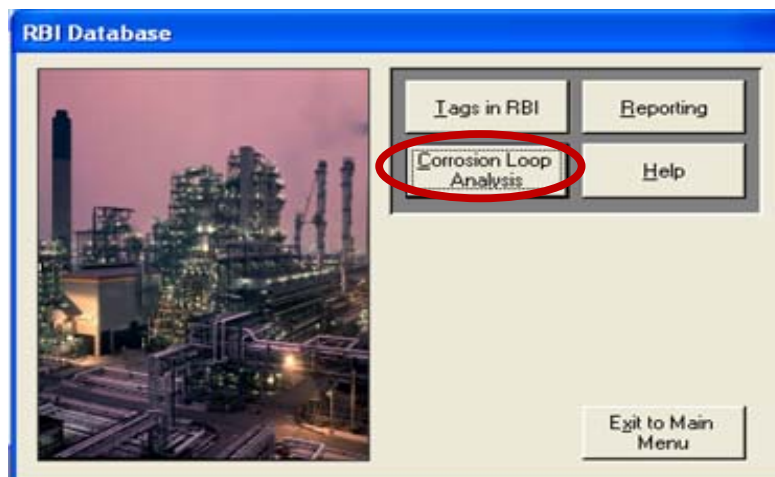 RBI Database
Tags in RBI
Reporting
Corrosion Loop
Analysis
Help
Exit to Main
Menu